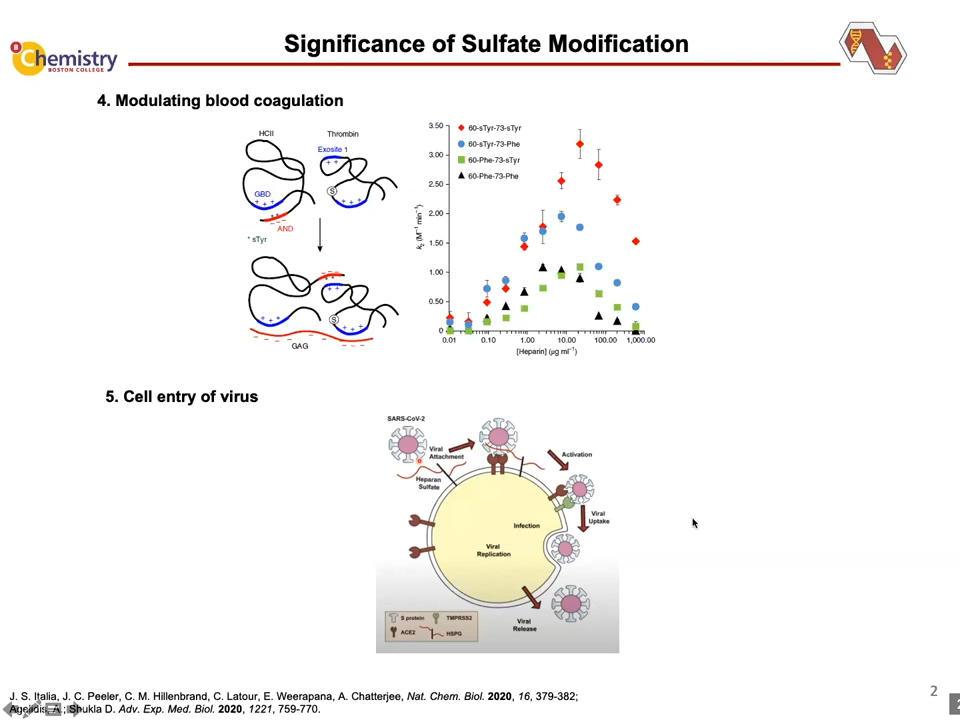 Significance of Sulfate Modification
Chemistry
BOSTON COLLEGE
4. Modulating blood coagulation
HCII
Thrombin
Exosite 1
+ +
S
GBD
+ + +
+ + +
AND
* sTyr
S
+ + +
+ + +
GAG
3.50
3.00
2.50
2.00
1.50
1.00
0.50
0
k₂ (M⁻¹ min⁻¹)
60-sTyr-73-sTyr
60-sTyr-73-Phe
60-Phe-73-sTyr
60-Phe-73-Phe
0.01 0.10 1.00 10.00 100.00 1,000.00
[Heparin] (µg ml⁻¹)
5. Cell entry of virus
SARS-CoV-2
Viral
Attachment
Heparan
Sulfate
Activation
Viral
Uptake
Infection
Viral
Replication
Viral
Release
S protein TMPRSS2
ACE2 HSPG
J. S. Italia, J. C. Peeler, C. M. Hillenbrand, C. Latour, E. Weerapana, A. Chatterjee, Nat. Chem. Biol. 2020, 16, 379-382;
Agelidis, A.; Shukla D. Adv. Exp. Med. Biol. 2020, 1221, 759-770.
2
2